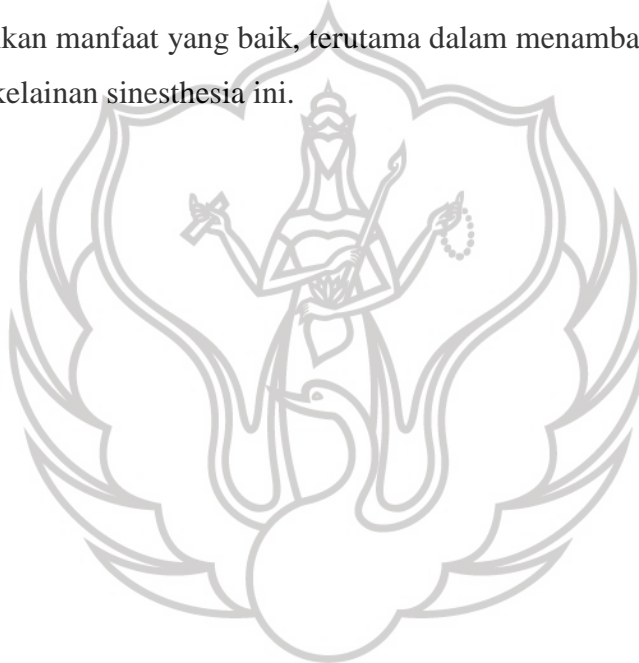 kan manfaat yang baik, terutama dalam menamba
kelainan sinesthesia ini.